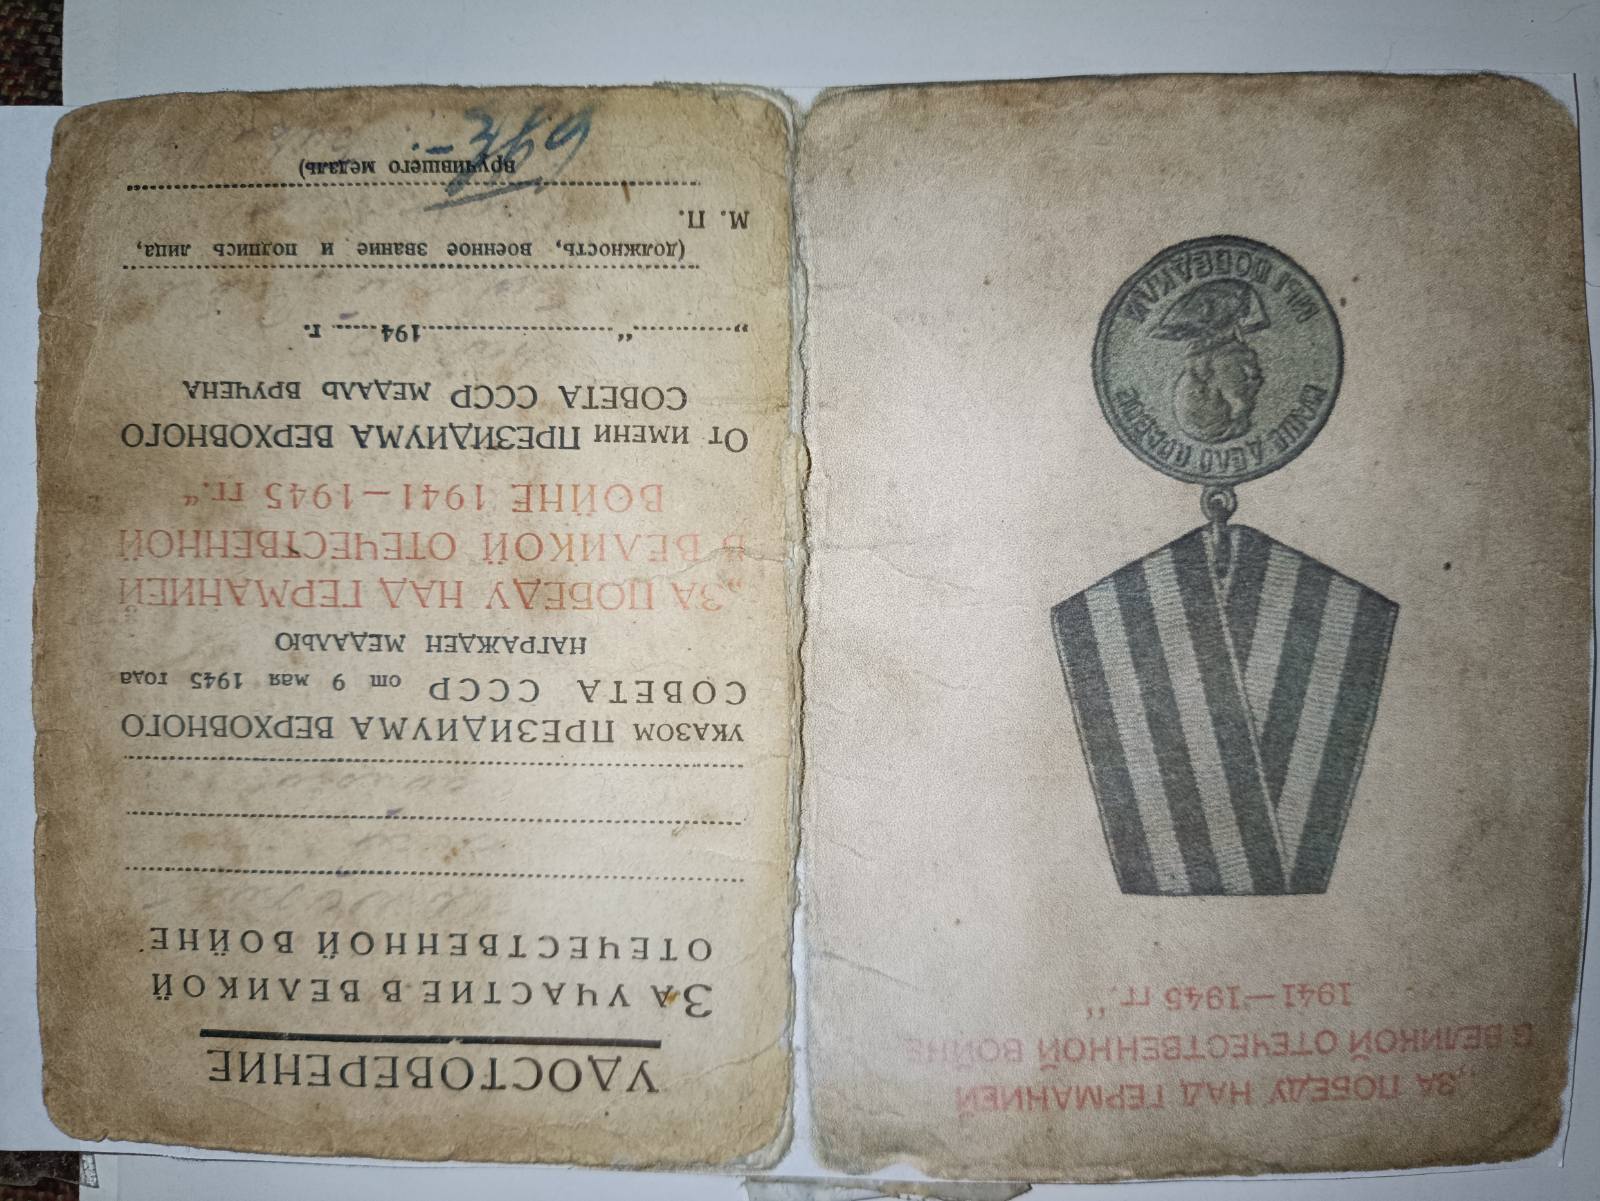 „ЗА ПОБЕДУ НАД ГЕРМАНИЕЙ
В ВЕЛИКОЙ ОТЕЧЕСТВЕННОЙ ВОЙНЕ
1941—1945 гг.“
НАШЕ ДЕЛО ПРАВОЕ
МЫ ПОБЕДИЛИ
УДОСТОВЕРЕНИЕ
ЗА УЧАСТИЕ В ВЕЛИКОЙ
ОТЕЧЕСТВЕННОЙ ВОЙНЕ
УКАЗОМ ПРЕЗИДИУМА ВЕРХОВНОГО
СОВЕТА СССР от 9 мая 1945 года
НАГРАЖДЕН МЕДАЛЬЮ
„ЗА ПОБЕДУ НАД ГЕРМАНИЕЙ
В ВЕЛИКОЙ ОТЕЧЕСТВЕННОЙ
ВОЙНЕ 1941—1945 гг.“
ОТ ИМЕНИ ПРЕЗИДИУМА ВЕРХОВНОГО
СОВЕТА СССР МЕДАЛЬ ВРУЧЕНА
„.........“....................194..... г.
(должность, военное звание и подпись лица,
М. П.
вручившего медаль)